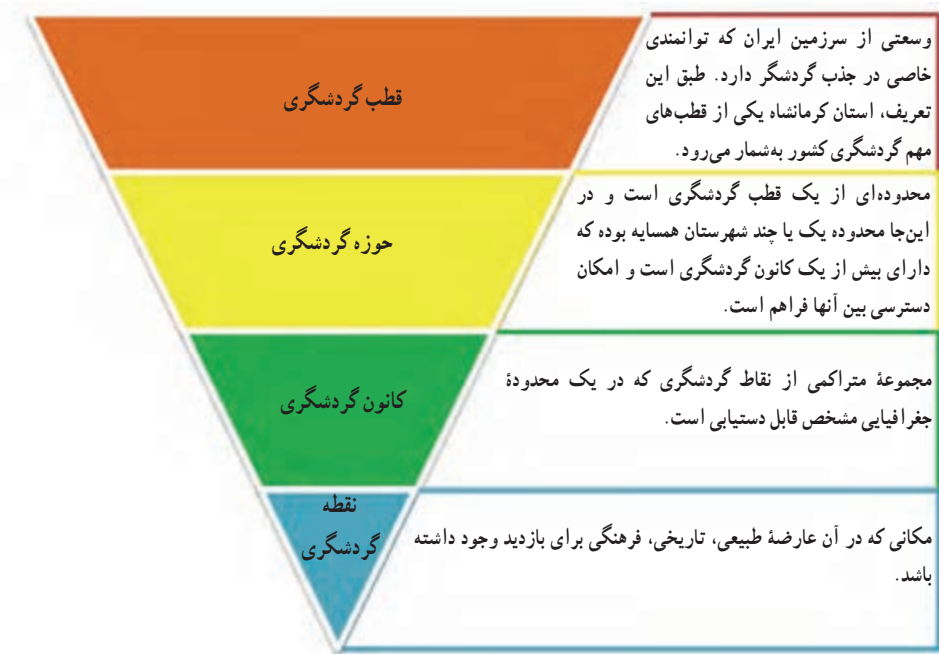 قطب گردشگری
وسعتی از سرزمین ایران که توانمندی
خاصی در جذب گردشگر دارد. طبق این
تعریف، استان کرمانشاه یکی از قطب‌های
مهم گردشگری کشور به‌شمار می‌رود.
حوزه گردشگری
محدوده‌ای از یک قطب گردشگری است و در
این‌جا محدوده یک یا چند شهرستان همسایه بوده که
دارای بیش از یک کانون گردشگری است و امکان
دسترسی بین آنها فراهم است.
کانون گردشگری
مجموعۀ متراکمی از نقاط گردشگری که در یک محدودۀ
جغرافیایی مشخص قابل دستیابی است.
نقطه
گردشگری
مکانی که در آن عارضۀ طبیعی، تاریخی، فرهنگی برای بازدید وجود داشته
باشد.